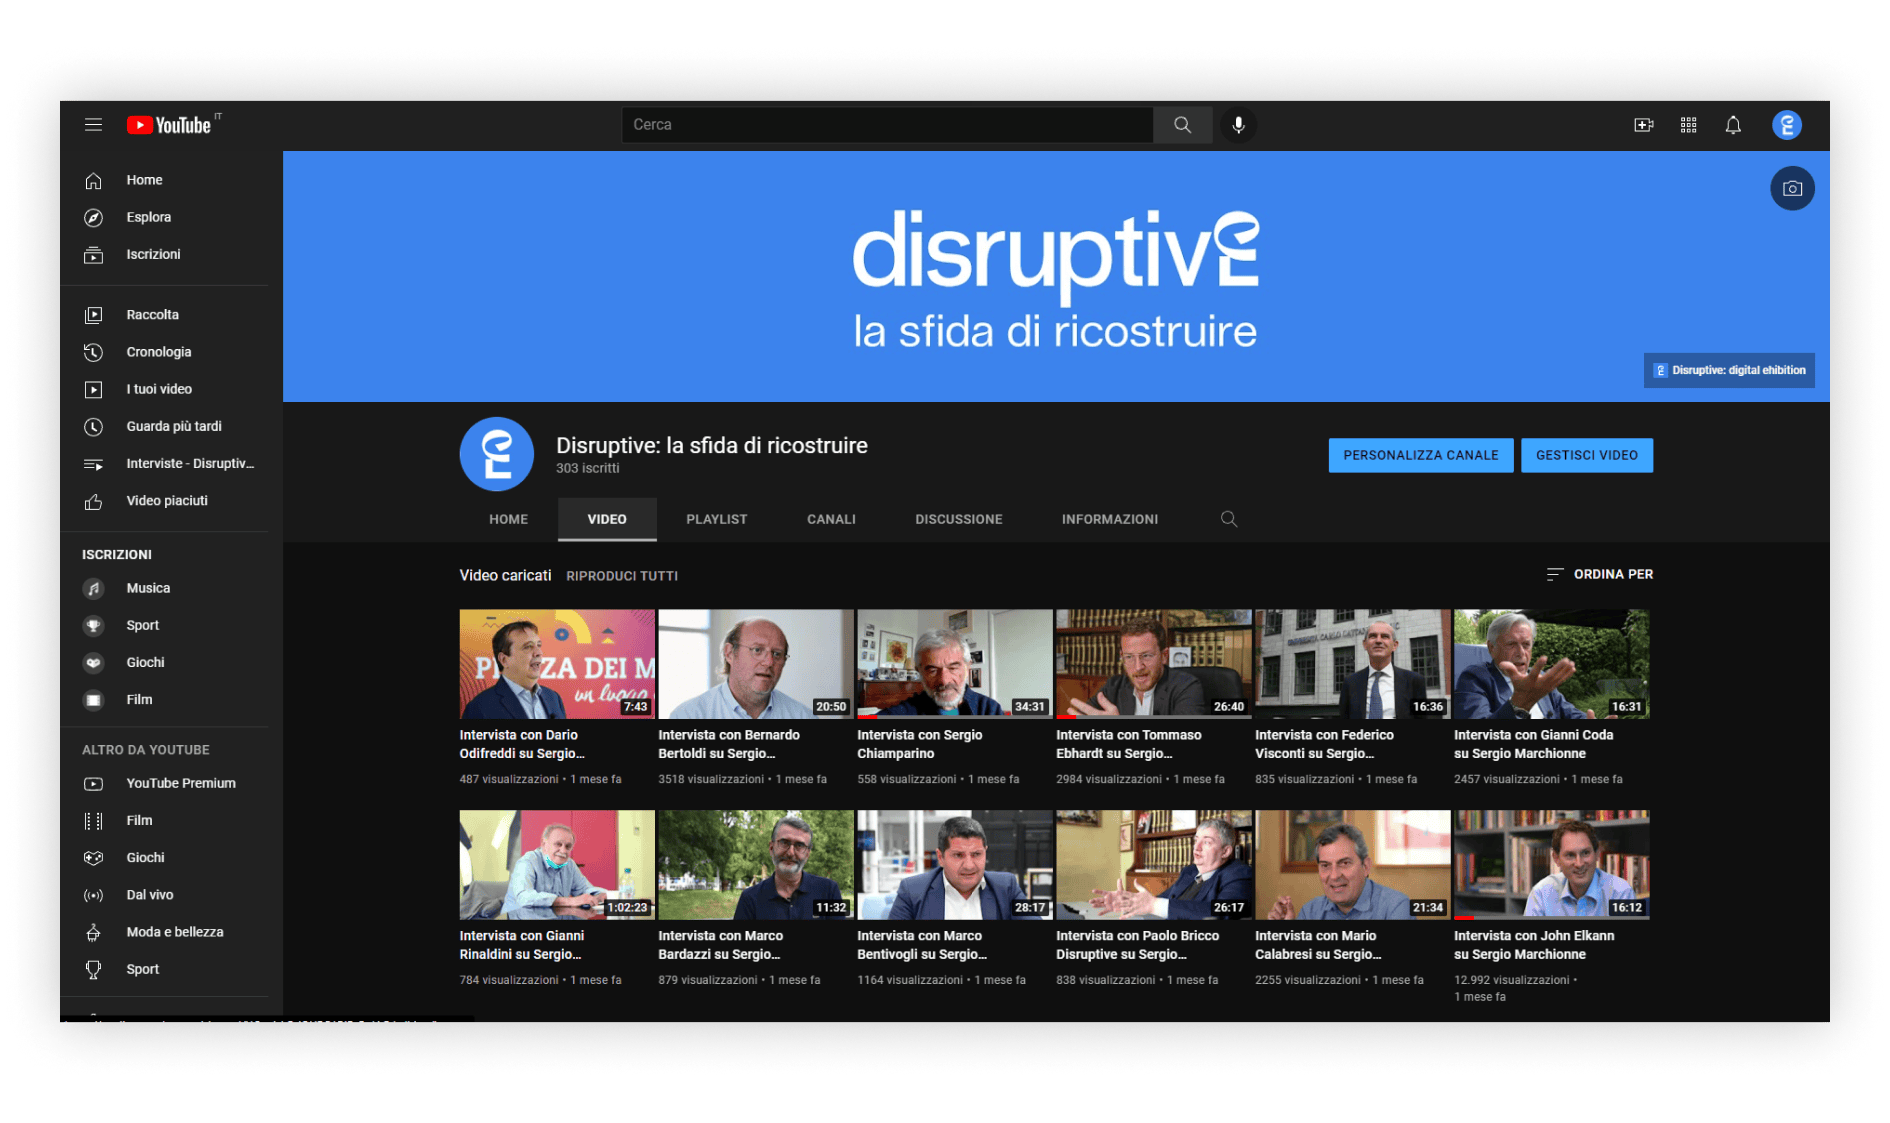 YouTube IT
Cerca
Home
Esplora
Iscrizioni
Raccolta
Cronologia
I tuoi video
Guarda più tardi
Interviste - Disruptiv...
Video piaciuti
ISCRIZIONI
Musica
Sport
Giochi
Film
ALTRO DA YOUTUBE
YouTube Premium
Film
Giochi
Dal vivo
Moda e bellezza
Sport
disruptive
la sfida di ricostruire
Disruptive: digital ehibition
Disruptive: la sfida di ricostruire
303 iscritti
PERSONALIZZA CANALE
GESTISCI VIDEO
HOME
VIDEO
PLAYLIST
CANALI
DISCUSSIONE
INFORMAZIONI
Video caricati
RIPRODUCI TUTTI
ORDINA PER
DEI M
un luogo
7:43
Intervista con Dario
Odifreddi su Sergio...
487 visualizzazioni • 1 mese fa
20:50
Intervista con Bernardo
Bertoldi su Sergio...
3518 visualizzazioni • 1 mese fa
34:31
Intervista con Sergio
Chiamparino
558 visualizzazioni • 1 mese fa
26:40
Intervista con Tommaso
Ebhardt su Sergio...
2984 visualizzazioni • 1 mese fa
16:36
Intervista con Federico
Visconti su Sergio...
835 visualizzazioni • 1 mese fa
16:31
Intervista con Gianni Coda
su Sergio Marchionne
2457 visualizzazioni • 1 mese fa
1:02:23
Intervista con Gianni
Rinaldini su Sergio...
784 visualizzazioni • 1 mese fa
11:32
Intervista con Marco
Bardazzi su Sergio...
879 visualizzazioni • 1 mese fa
28:17
Intervista con Marco
Bentivogli su Sergio...
1164 visualizzazioni • 1 mese fa
26:17
Intervista con Paolo Bricco
Disruptive su Sergio...
838 visualizzazioni • 1 mese fa
21:34
Intervista con Mario
Calabresi su Sergio...
2255 visualizzazioni • 1 mese fa
16:12
Intervista con John Elkann
su Sergio Marchionne
12.992 visualizzazioni •
1 mese fa